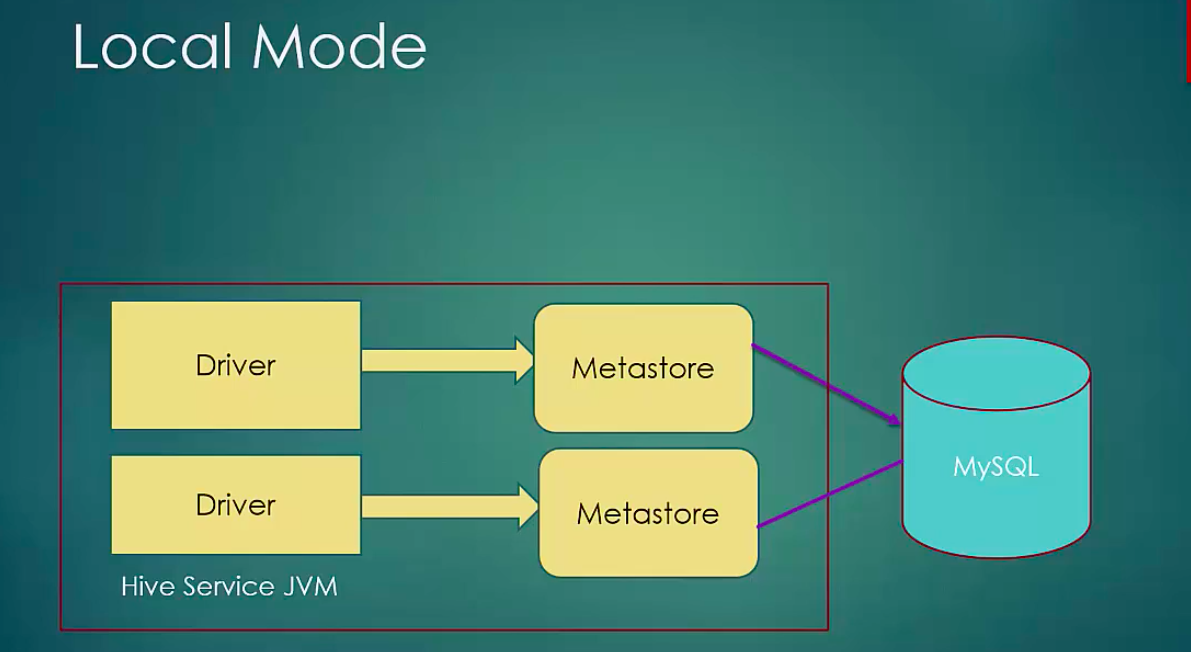 Local Mode
Driver
Metastore
MySQL
Driver
Metastore
Hive Service JVM